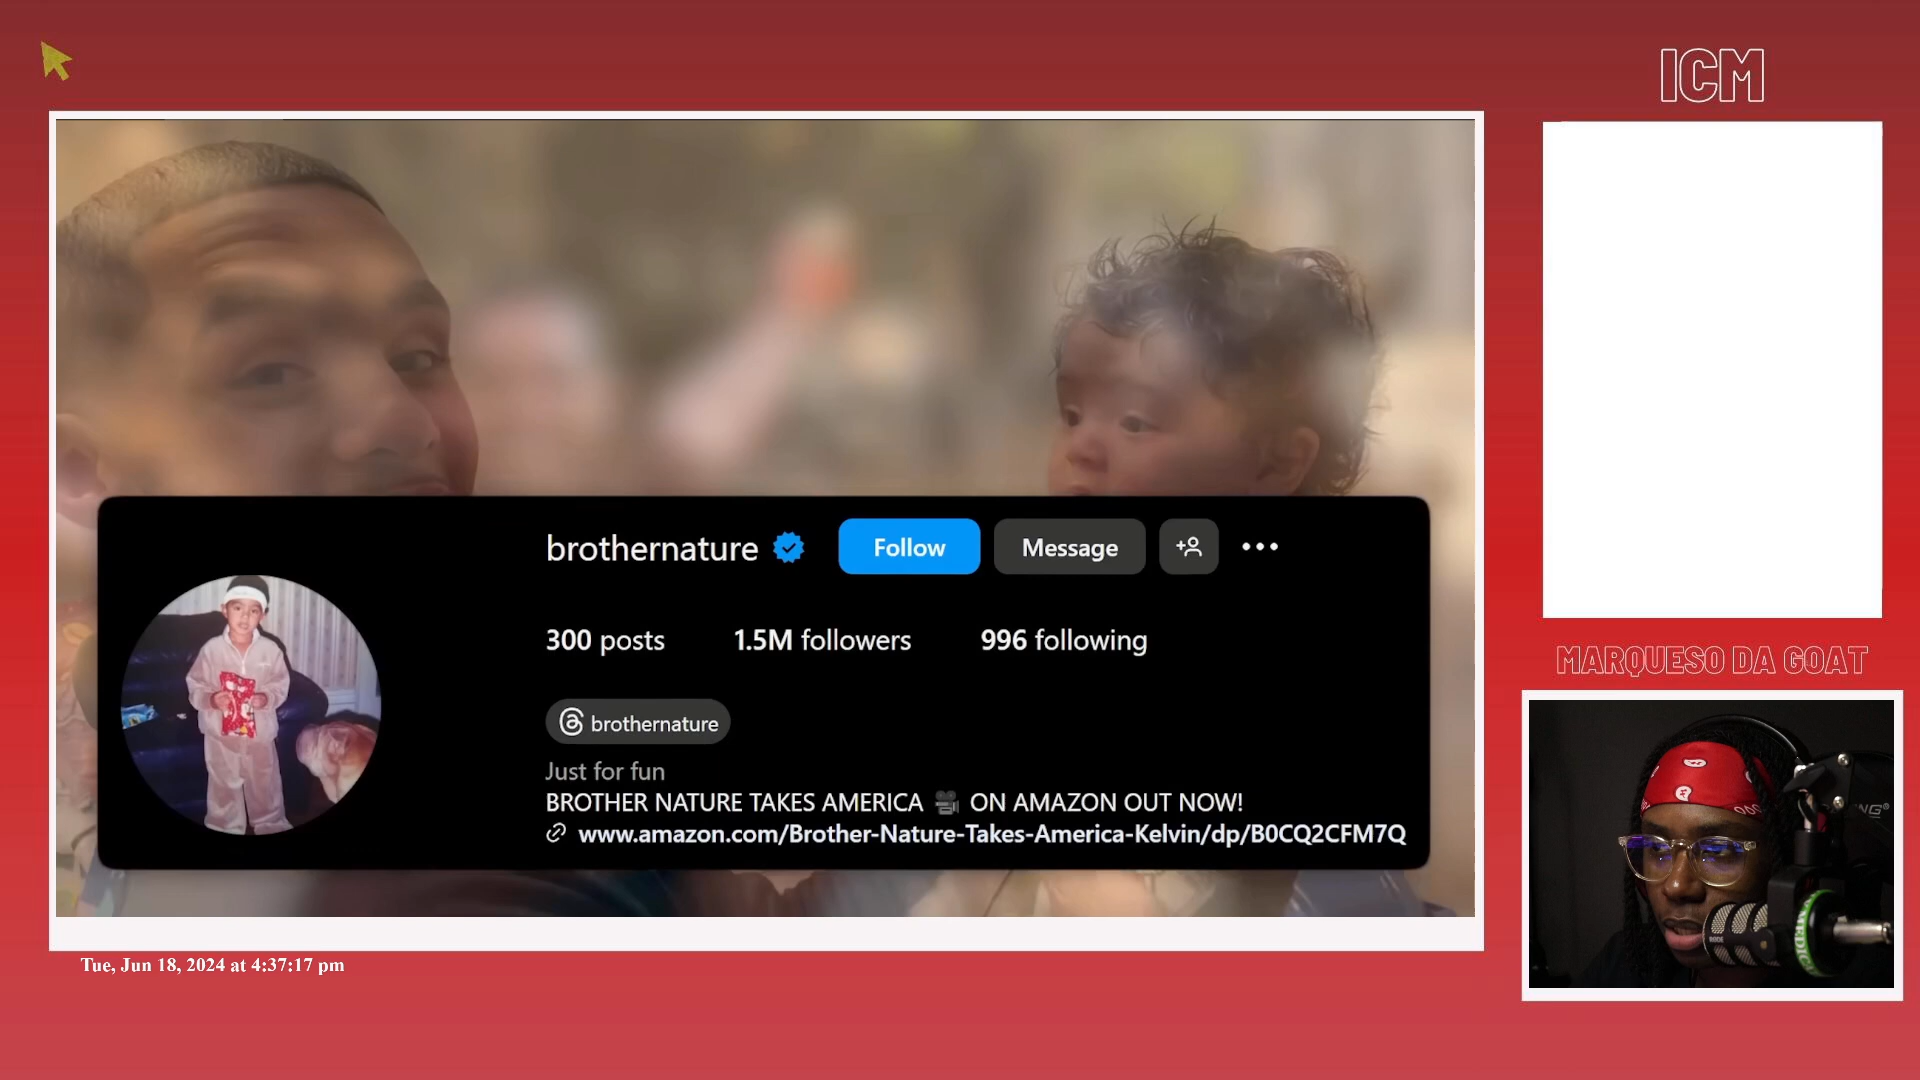 ICM
brothernature
Follow
Message
300 posts
1.5M followers
996 following
brothernature
Just for fun
BROTHER NATURE TAKES AMERICA 🎥 ON AMAZON OUT NOW!
www.amazon.com/Brother-Nature-Takes-America-Kelvin/dp/B0CQ2CFM7Q
MARQUESO DA GOAT
RODE
Tue, Jun 18, 2024 at 4:37:17 pm